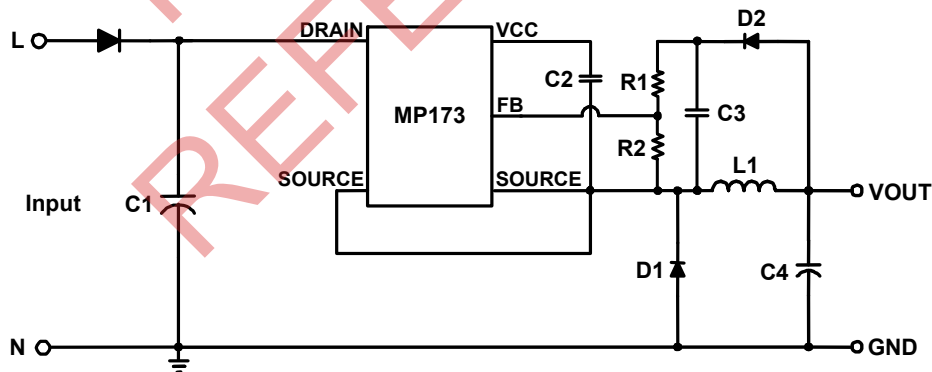 D2
L
DRAIN
VCC
C2
R1
C3
MP173
FB
R2
L1
SOURCE
SOURCE
Input
C1
VOUT
D1
C4
N
GND
REFE